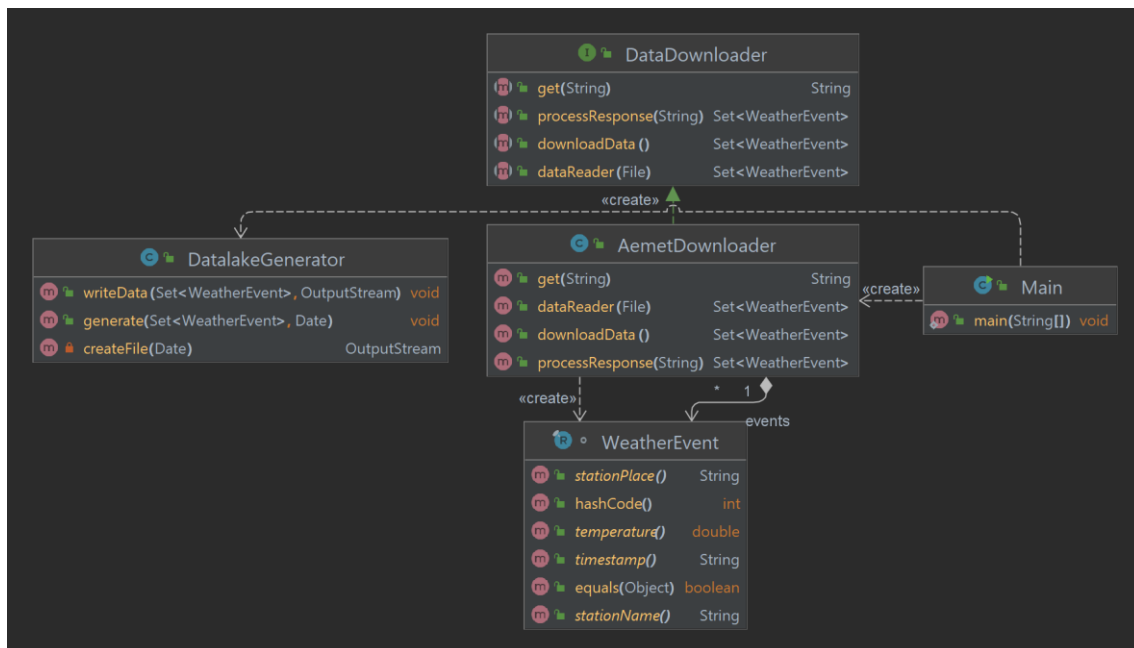 DataDownloader
get(String) String
processResponse(String) Set<WeatherEvent>
downloadData() Set<WeatherEvent>
dataReader(File) Set<WeatherEvent>
«create»
DatalakeGenerator
writeData(Set<WeatherEvent>, OutputStream) void
generate(Set<WeatherEvent>, Date) void
createFile(Date) OutputStream
AemetDownloader
get(String) String
dataReader(File) Set<WeatherEvent>
downloadData() Set<WeatherEvent>
processResponse(String) Set<WeatherEvent>
«create»
Main
main(String[]) void
«create»
* 1
events
WeatherEvent
stationPlace() String
hashCode() int
temperature() double
timestamp() String
equals(Object) boolean
stationName() String